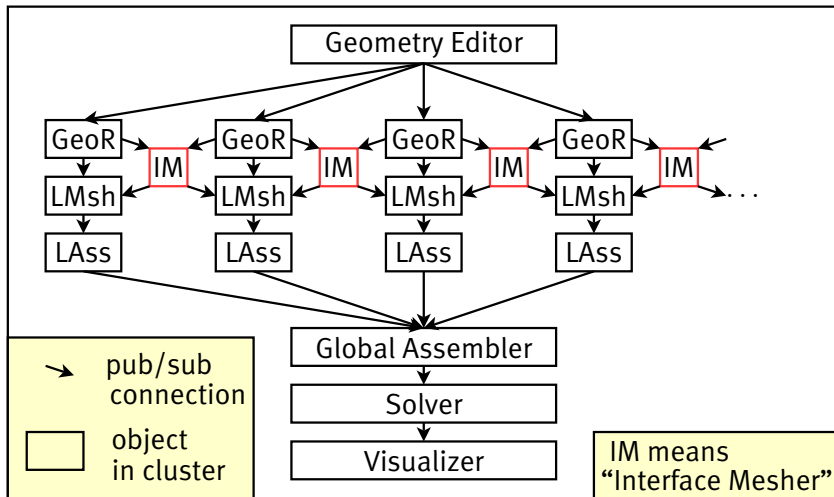 Geometry Editor
GeoR GeoR GeoR GeoR
IM IM IM IM
LMsh LMsh LMsh LMsh . . .
LAss LAss LAss LAss
Global Assembler
Solver
Visualizer
pub/sub
connection
object
in cluster
IM means
“Interface Mesher”